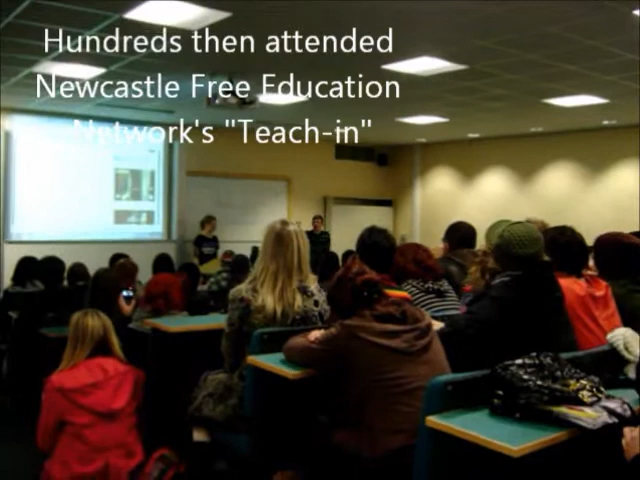 Hundreds then attended
Newcastle Free Education
Network's "Teach-in"